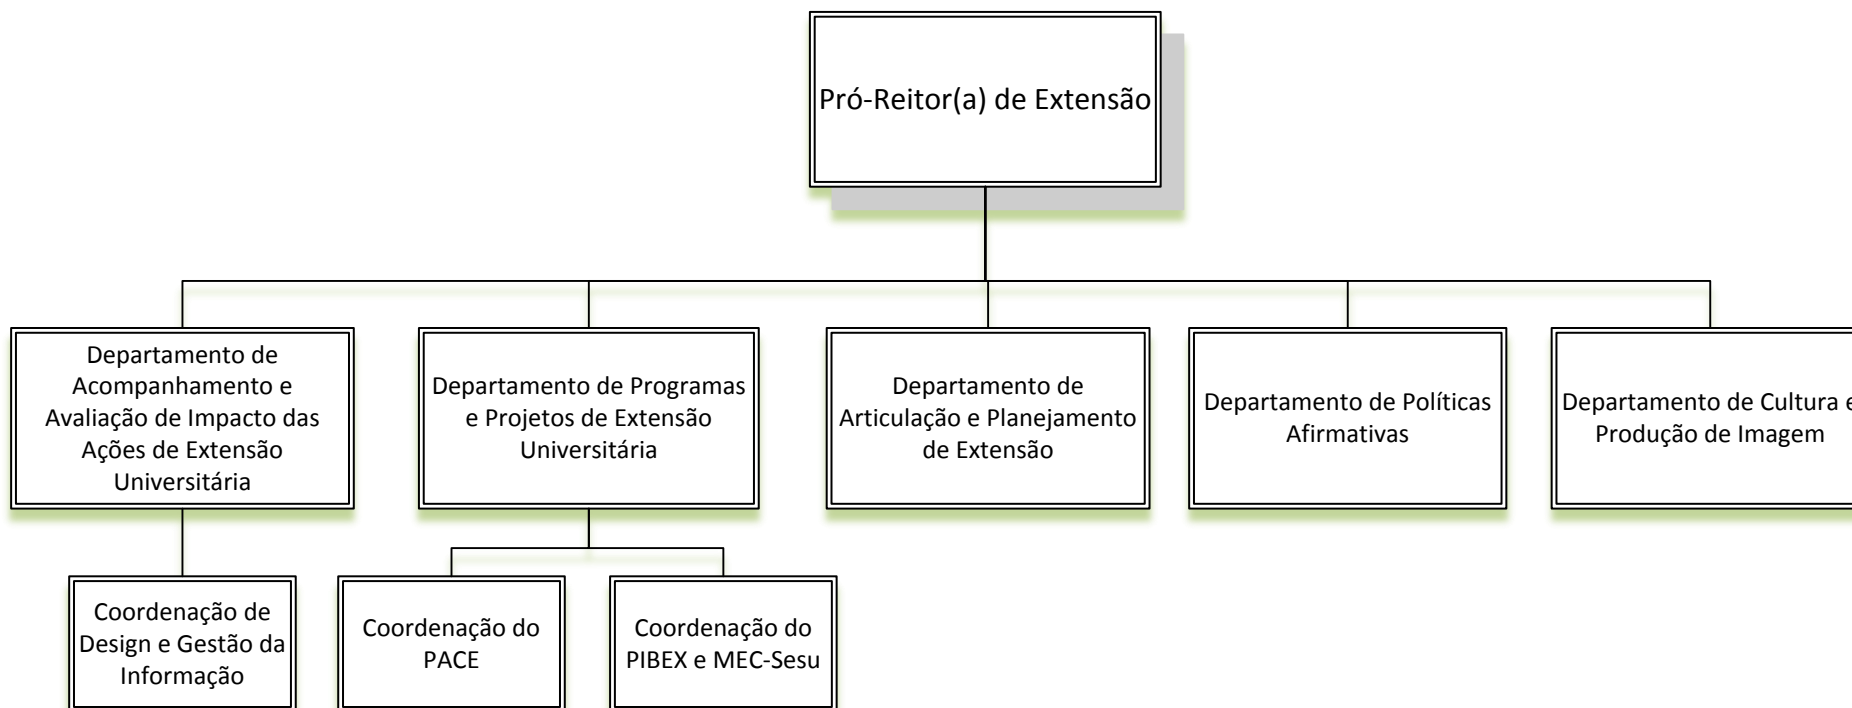 Pró-Reitor(a) de Extensão
Departamento de
Acompanhamento e
Avaliação de Impacto das
Ações de Extensão
Universitária
Departamento de Programas
e Projetos de Extensão
Universitária
Departamento de
Articulação e Planejamento
de Extensão
Departamento de Políticas
Afirmativas
Departamento de Cultura e
Produção de Imagem
Coordenação de
Design e Gestão da
Informação
Coordenação do
PACE
Coordenação do
PIBEX e MEC-Sesu